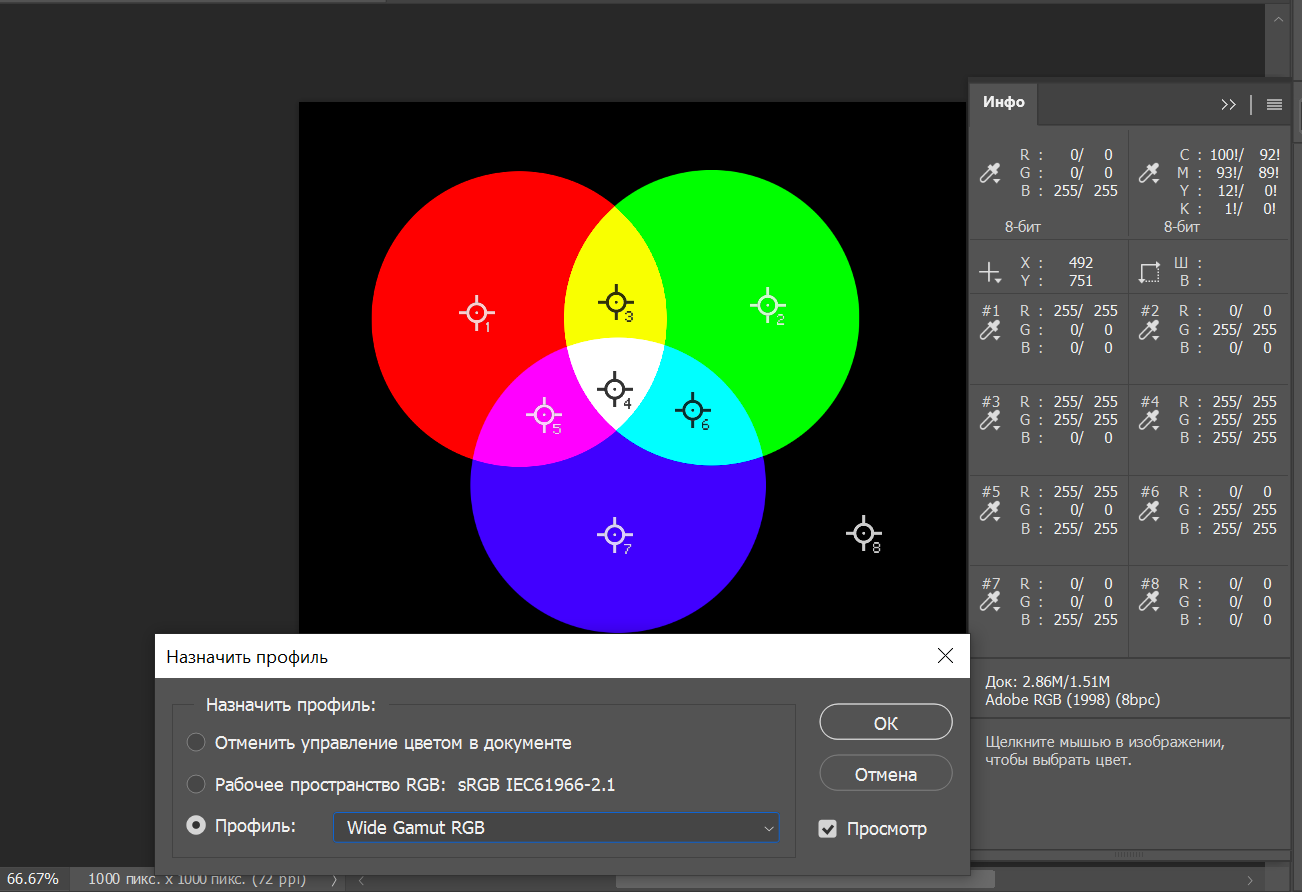 Инфо
R : 0/ 0
G : 0/ 0
B : 255/ 255
8-бит
C : 100!/ 92!
M : 93!/ 89!
Y : 12!/ 0!
K : 1!/ 0!
8-бит
X : 492
Y : 751
Ш :
В :
#1 R : 255/ 255
G : 0/ 0
B : 0/ 0
#2 R : 0/ 0
G : 255/ 255
B : 0/ 0
#3 R : 255/ 255
G : 255/ 255
B : 0/ 0
#4 R : 255/ 255
G : 255/ 255
B : 255/ 255
#5 R : 255/ 255
G : 0/ 0
B : 255/ 255
#6 R : 0/ 0
G : 255/ 255
B : 255/ 255
#7 R : 0/ 0
G : 0/ 0
B : 255/ 255
#8 R : 0/ 0
G : 0/ 0
B : 0/ 0
Док: 2.86M/1.51M
Adobe RGB (1998) (8bpc)
Щелкните мышью в изображении,
чтобы выбрать цвет.
1
2
3
4
5
6
7
8
Назначить профиль
Назначить профиль:
Отменить управление цветом в документе
Рабочее пространство RGB: sRGB IEC61966-2.1
Профиль: Wide Gamut RGB
ОК
Отмена
Просмотр
66.67% 1000 пикс. x 1000 пикс. (72 ppi)